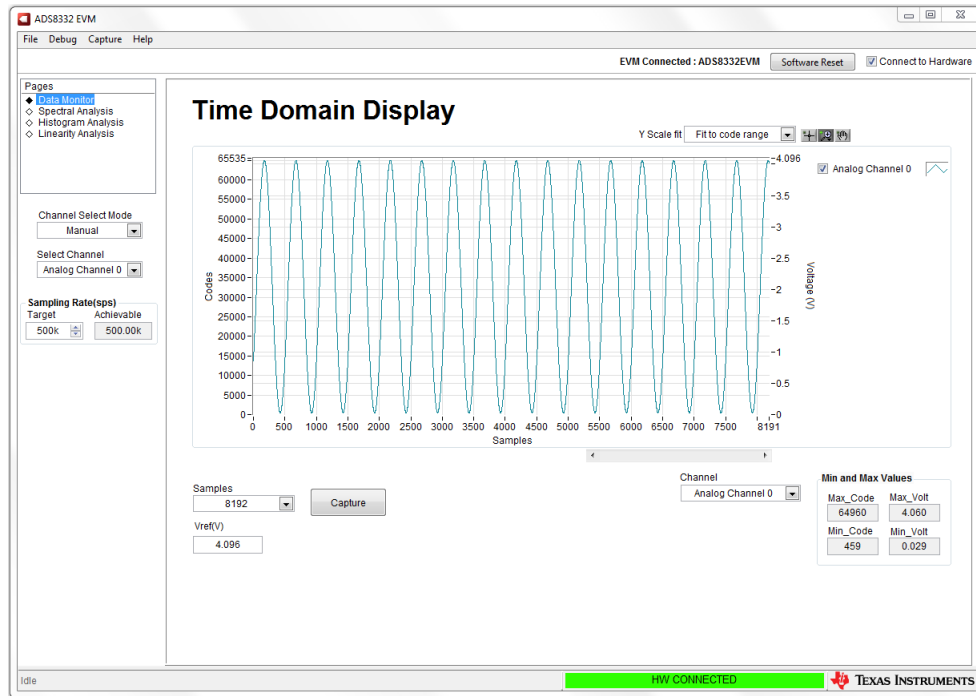 ADS8332 EVM
File Debug Capture Help
EVM Connected : ADS8332EVM Software Reset Connect to Hardware
Pages
Data Monitor
Spectral Analysis
Histogram Analysis
Linearity Analysis
Channel Select Mode
Manual
Select Channel
Analog Channel 0
Sampling Rate(sps)
Target Achievable
500k 500.00k
Time Domain Display
Y Scale fit Fit to code range
Codes
65535
60000
55000
50000
45000
40000
35000
30000
25000
20000
15000
10000
5000
0
0 500 1000 1500 2000 2500 3000 3500 4000 4500 5000 5500 6000 6500 7000 7500 8191
Samples
4.096
3.5
3
2.5
2
1.5
1
0.5
0
Voltage (V)
Analog Channel 0
Samples
8192
Capture
Vref(V)
4.096
Channel
Analog Channel 0
Min and Max Values
Max_Code Max_Volt
64960 4.060
Min_Code Min_Volt
459 0.029
Idle
HW CONNECTED
TEXAS INSTRUMENTS